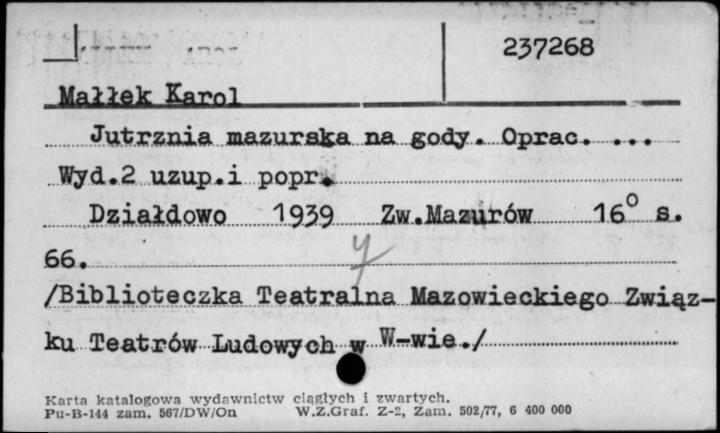 237268
Małłek Karol
Jutrznia mazurska na gody. Oprac. ...
Wyd.2 uzup.i popr.
Działdowo 1939 Zw.Mazurów 16° s.
66.
/Biblioteczka Teatralna Mazowieckiego Związ-
ku Teatrów Ludowych w W-wie./
Karta katalogowa wydawnictw ciągłych i zwartych.
Pu-B-144 zam. 567/DW/On W.Z.Graf. Z-2, Zam. 502/77, 6 400 000